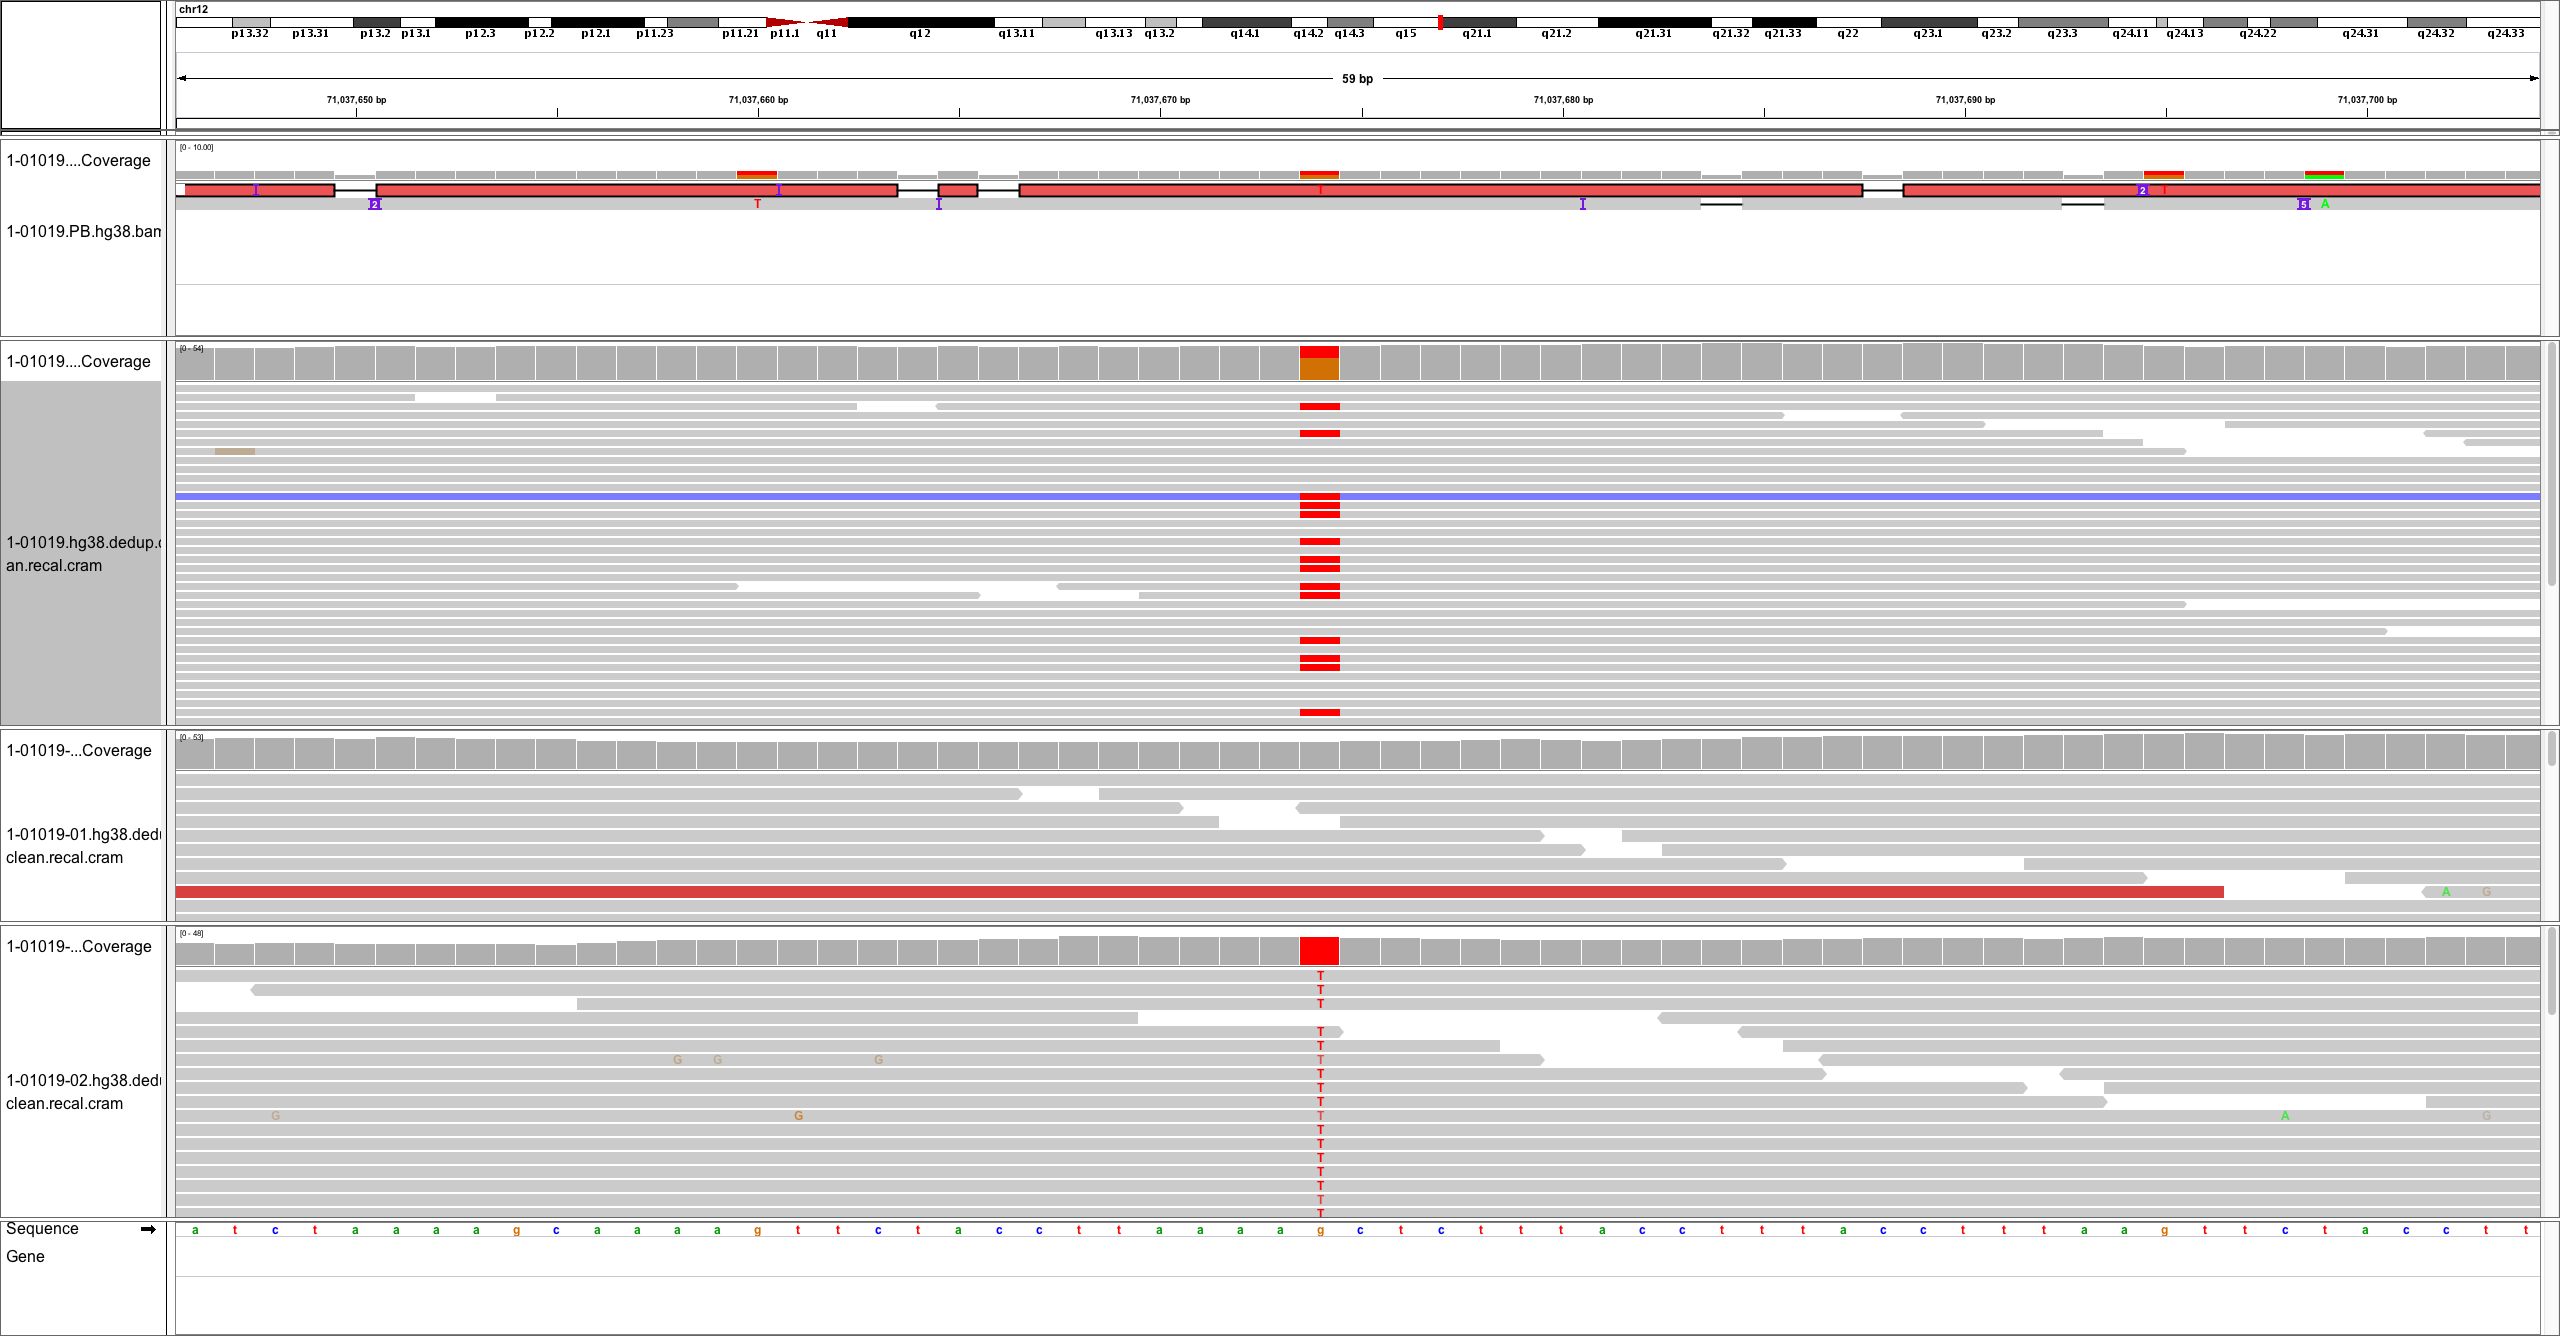 chr12
p13.32 p13.31 p13.2 p13.1 p12.3 p12.2 p12.1 p11.23 p11.21 p11.1 q11 q12 q13.11 q13.13 q13.2 q14.1 q14.2 q14.3 q15 q21.1 q21.2 q21.31 q21.32 q21.33 q22 q23.1 q23.2 q23.3 q24.11 q24.13 q24.22 q24.31 q24.32 q24.33
59 bp
71,037,650 bp 71,037,660 bp 71,037,670 bp 71,037,680 bp 71,037,690 bp 71,037,700 bp
[0 - 10.00]
1-01019....Coverage
I I T 2 T
2 T I I 5 A
1-01019.PB.hg38.bam
[0 - 54]
1-01019....Coverage
1-01019.hg38.dedup.c
an.recal.cram
[0 - 53]
1-01019-...Coverage
1-01019-01.hg38.dedu
clean.recal.cram
A G
[0 - 48]
1-01019-...Coverage
T
T
T
T
T
G G G T
T
T
T
G G T A G
T
T
T
T
T
T
T
1-01019-02.hg38.dedu
clean.recal.cram
Sequence a t c t a a a a g c a a a a g t t c t a c c t t a a a a g c t c t t t a c c t t t a c c t t t a a g t t c t a c c t t
Gene